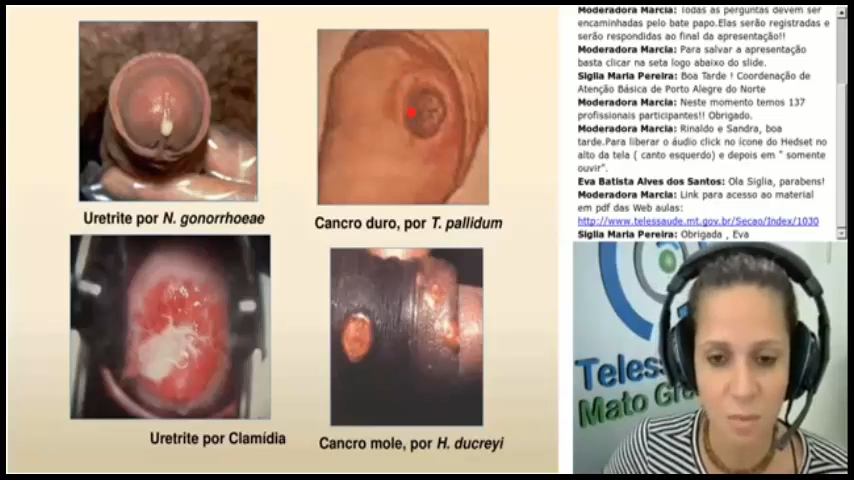 Uretrite por N. gonorrhoeae
Cancro duro, por T. pallidum
Uretrite por Clamídia
Cancro mole, por H. ducreyi
Moderadora Marcia: Todas as perguntas devem ser
encaminhadas pelo bate papo.Elas serão registradas e
serão respondidas ao final da apresentação!!
Moderadora Marcia: Para salvar a apresentação
basta clicar na seta logo abaixo do slide.
Siglia Maria Pereira: Boa Tarde ! Coordenação de
Atenção Básica de Porto Alegre do Norte
Moderadora Marcia: Neste momento temos 137
profissionais participantes!! Obrigado.
Moderadora Marcia: Rinaldo e Sandra, boa
tarde.Para liberar o áudio click no ícone do Hedset no
alto da tela ( canto esquerdo) e depois em " somente
ouvir".
Eva Batista Alves dos Santos: Ola Siglia, parabens!
Moderadora Marcia: Link para acesso ao material
em pdf das Web aulas:
http://www.telessaude.mt.gov.br/Secao/Index/1030
Siglia Maria Pereira: Obrigada , Eva
Teless
Mato Gr